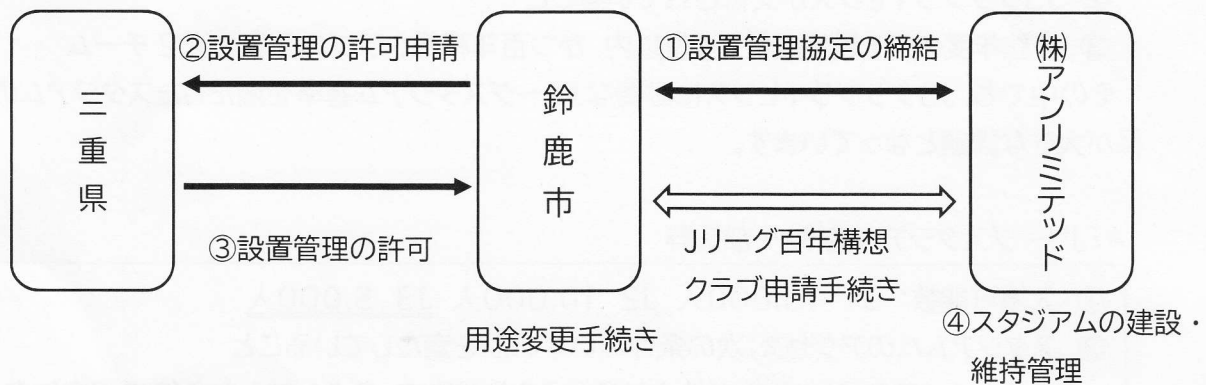 ②設置管理の許可申請
①設置管理協定の締結
三重県
鈴鹿市
㈱アンリミテッド
③設置管理の許可
Jリーグ百年構想
クラブ申請手続き
用途変更手続き
④スタジアムの建設・
維持管理